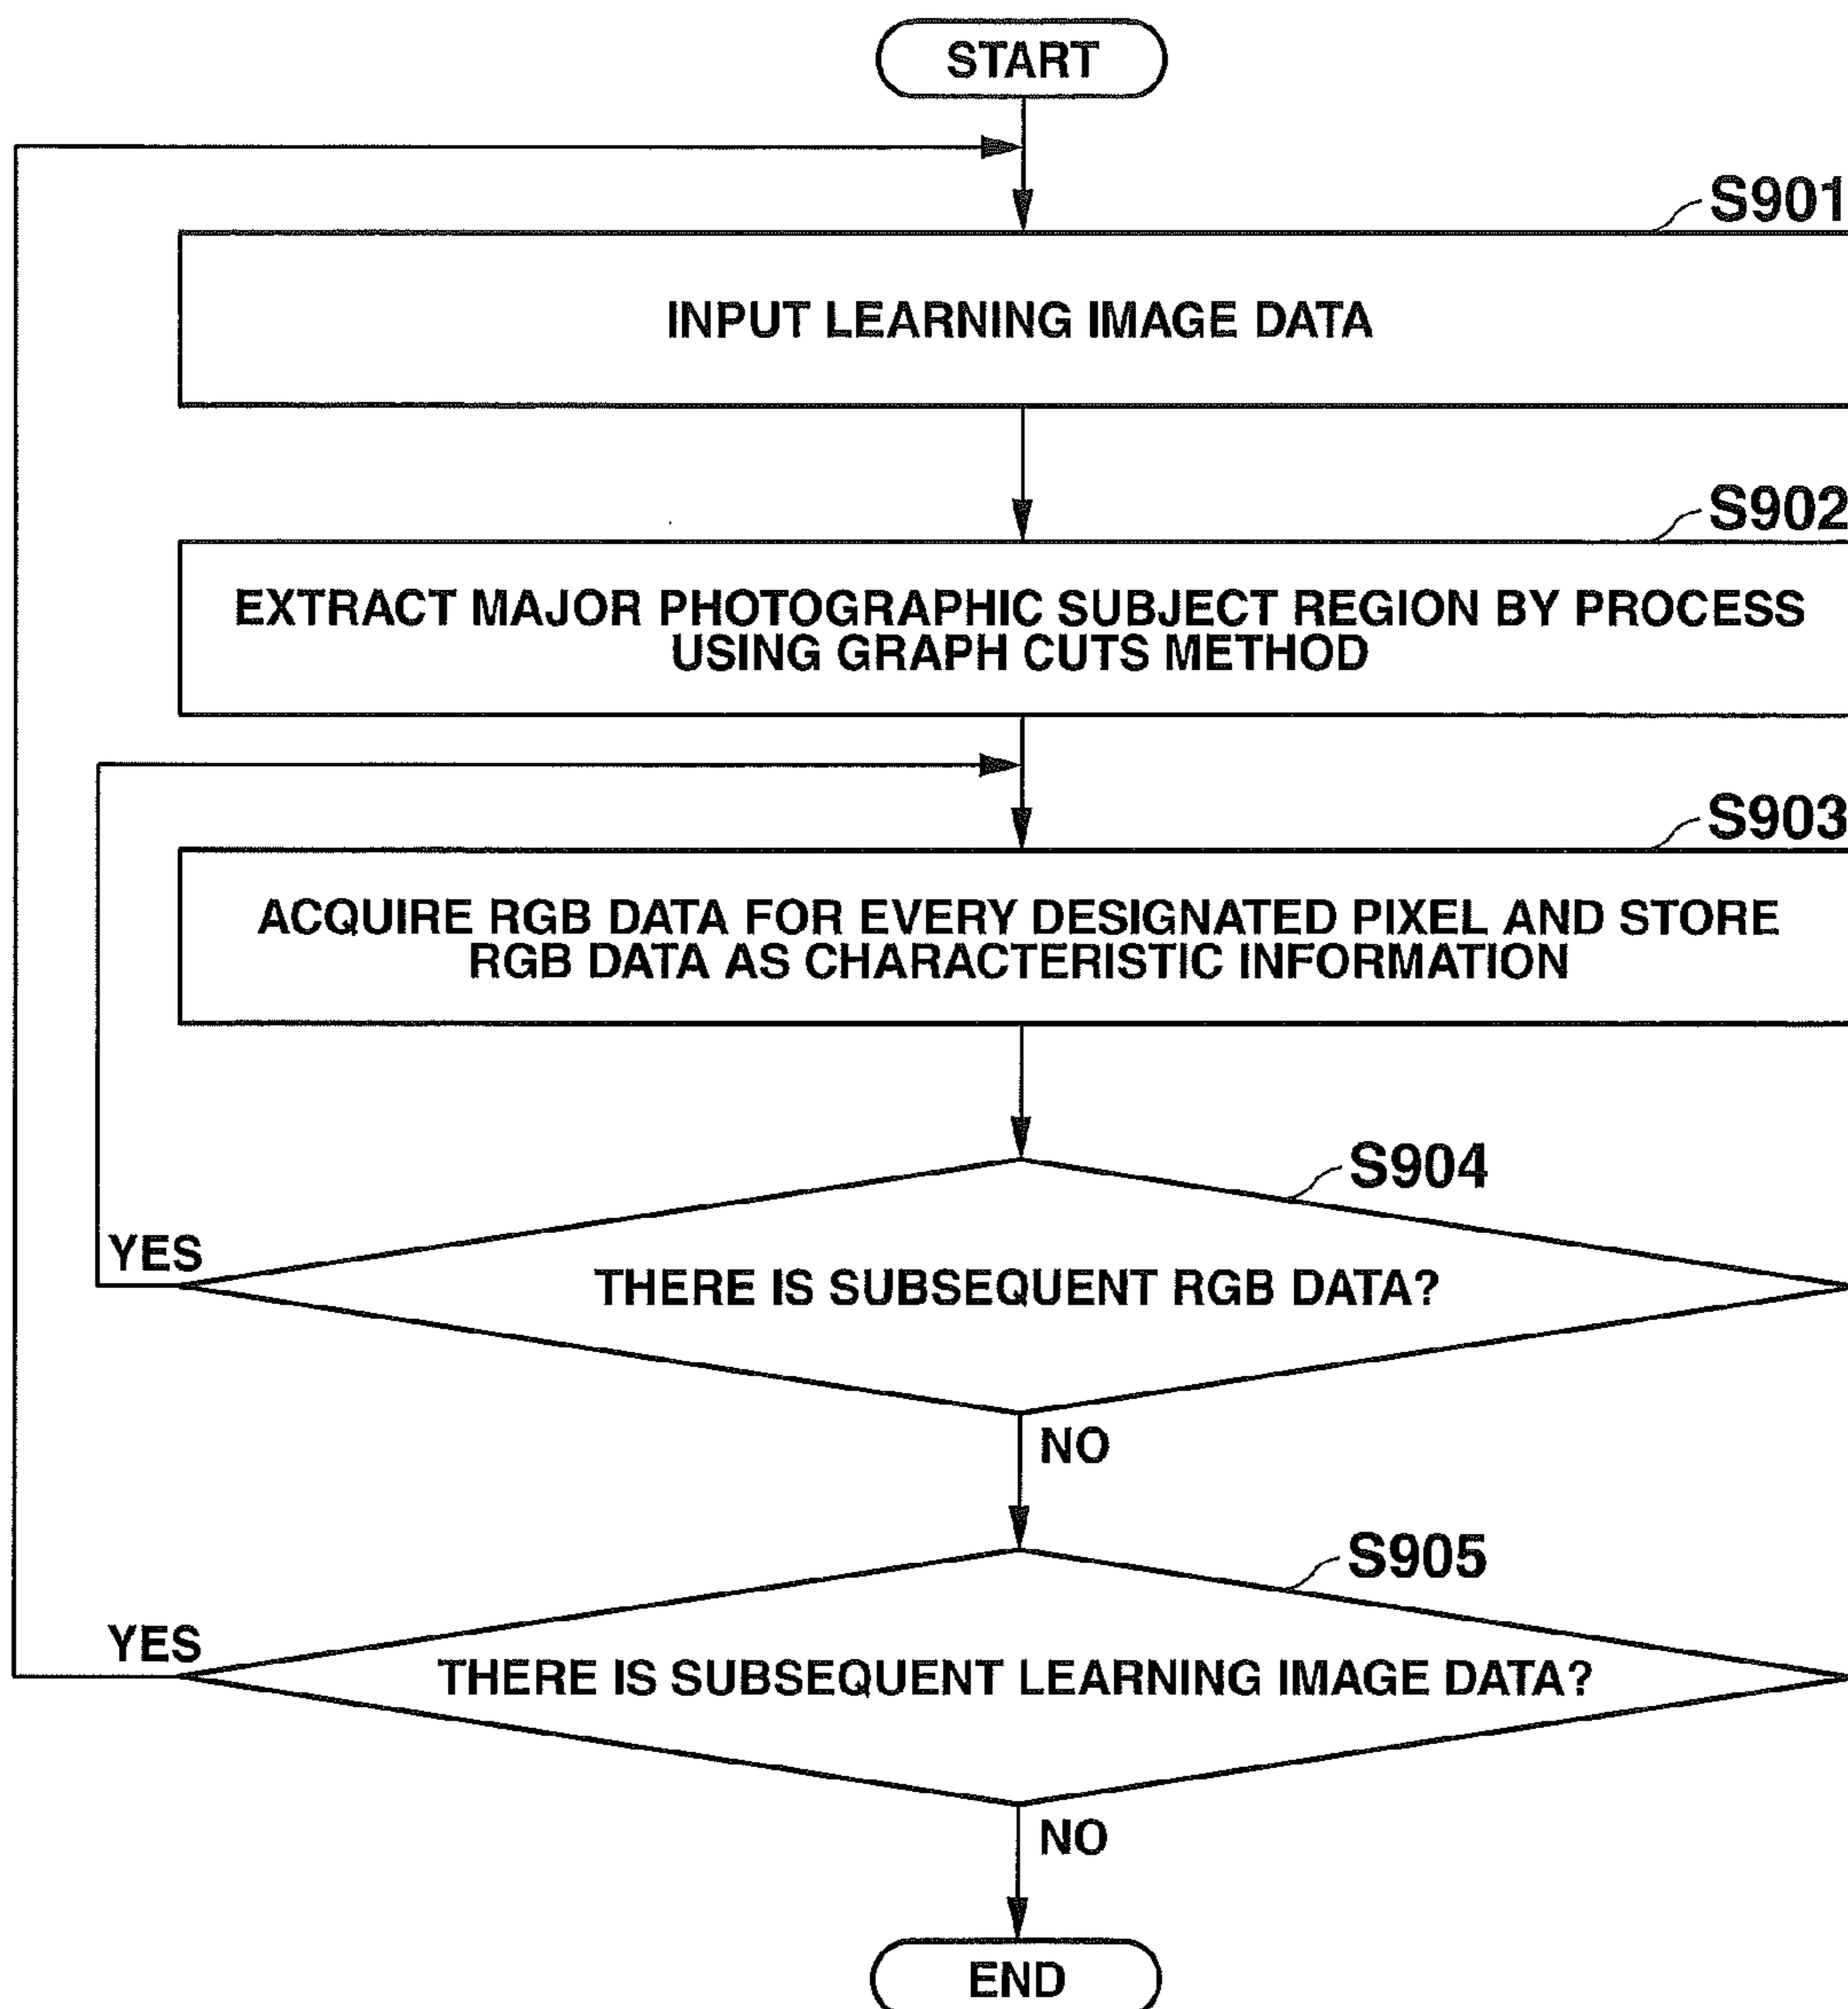 START
S901
INPUT LEARNING IMAGE DATA
S902
EXTRACT MAJOR PHOTOGRAPHIC SUBJECT REGION BY PROCESS
USING GRAPH CUTS METHOD
S903
ACQUIRE RGB DATA FOR EVERY DESIGNATED PIXEL AND STORE
RGB DATA AS CHARACTERISTIC INFORMATION
S904
YES
THERE IS SUBSEQUENT RGB DATA?
NO
S905
YES
THERE IS SUBSEQUENT LEARNING IMAGE DATA?
NO
END